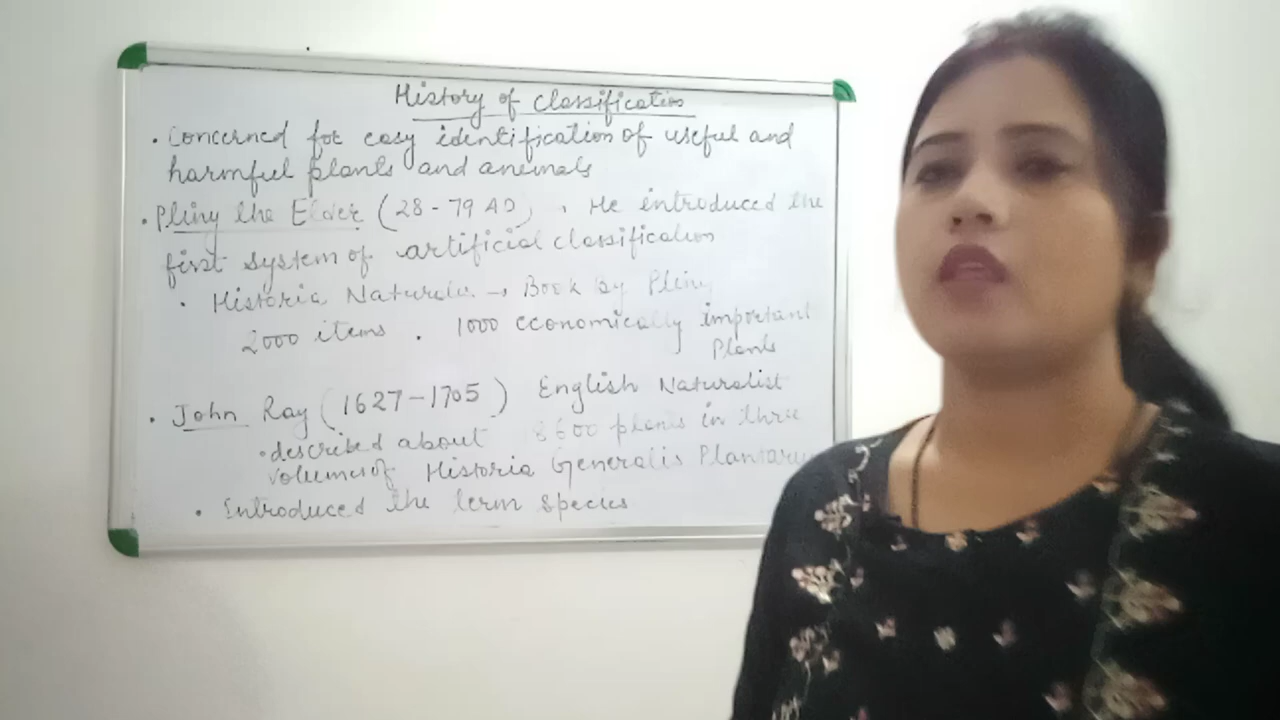 History of classification
• Concerned for easy identification of useful and
harmful plants and animals
• Pliny the Elder (28 - 79 AD) . He introduced the
first system of artificial classification
• Historia Naturalis → Book By Pliny
2000 items . 1000 economically important
Plants
• John Ray (1627-1705) English Naturalist
• described about 8600 plants in three
volumes of Historia Generalis Plantarum
• Introduced the term species